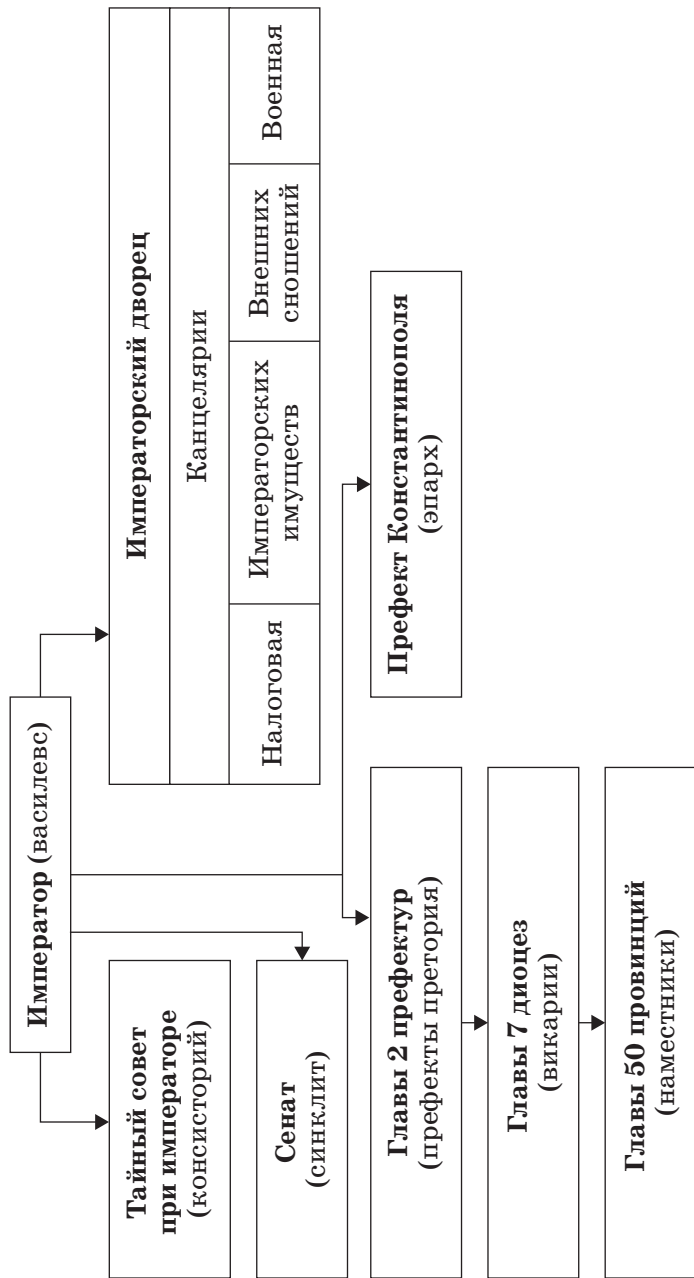 Император (василевс)
Тайный совет
при императоре
(консисторий)
Сенат
(синклит)
Императорский дворец
Канцелярии
Налоговая
Императорских
имуществ
Внешних
сношений
Военная
Главы 2 префектур
(префекты претория)
Префект Константинополя
(эпарх)
Главы 7 диоцез
(викарии)
Главы 50 провинций
(наместники)